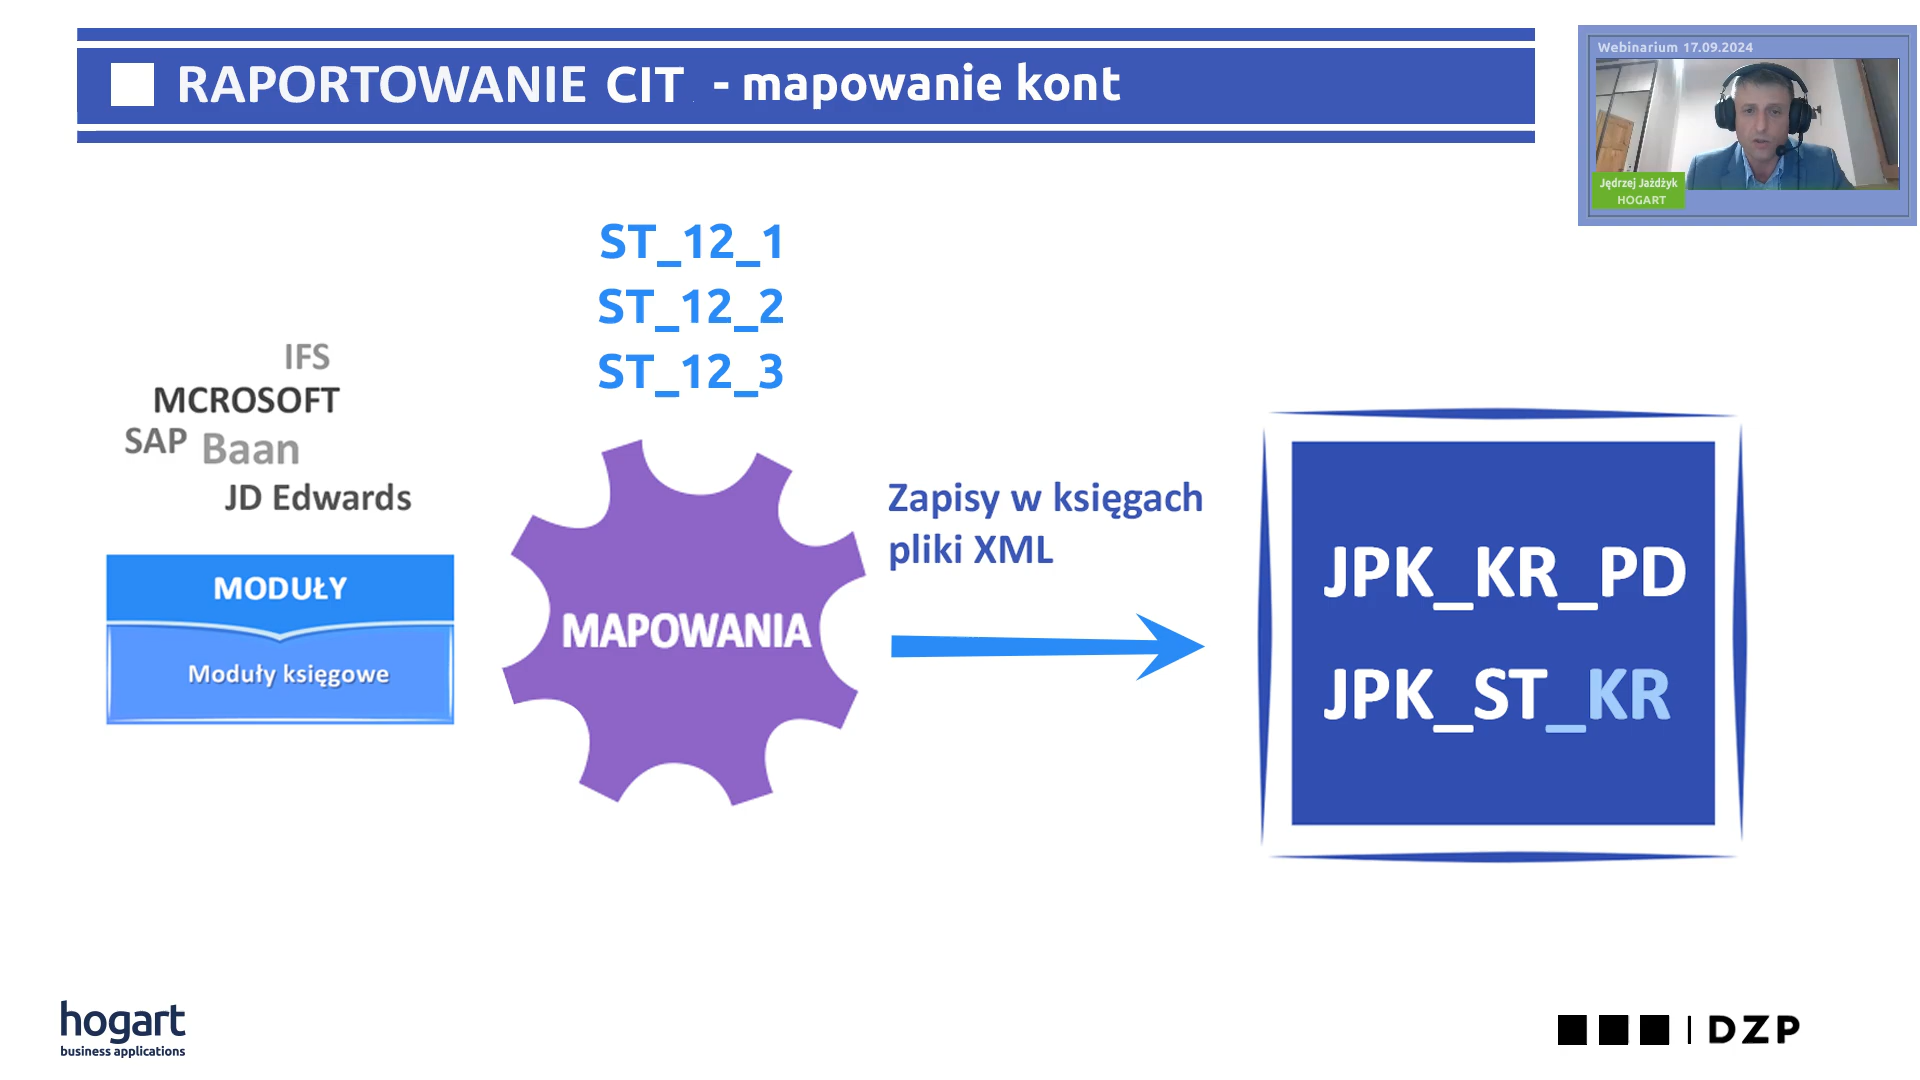 RAPORTOWANIE CIT - mapowanie kont
Webinarium 17.09.2024
Jędrzej Jażdżyk
HOGART
ST_12_1
ST_12_2
ST_12_3
IFS
MCROSOFT
SAP Baan
JD Edwards
MODUŁY
Moduły księgowe
MAPOWANIA
Zapisy w księgach
pliki XML
JPK_KR_PD
JPK_ST_KR
hogart
business applications
DZP